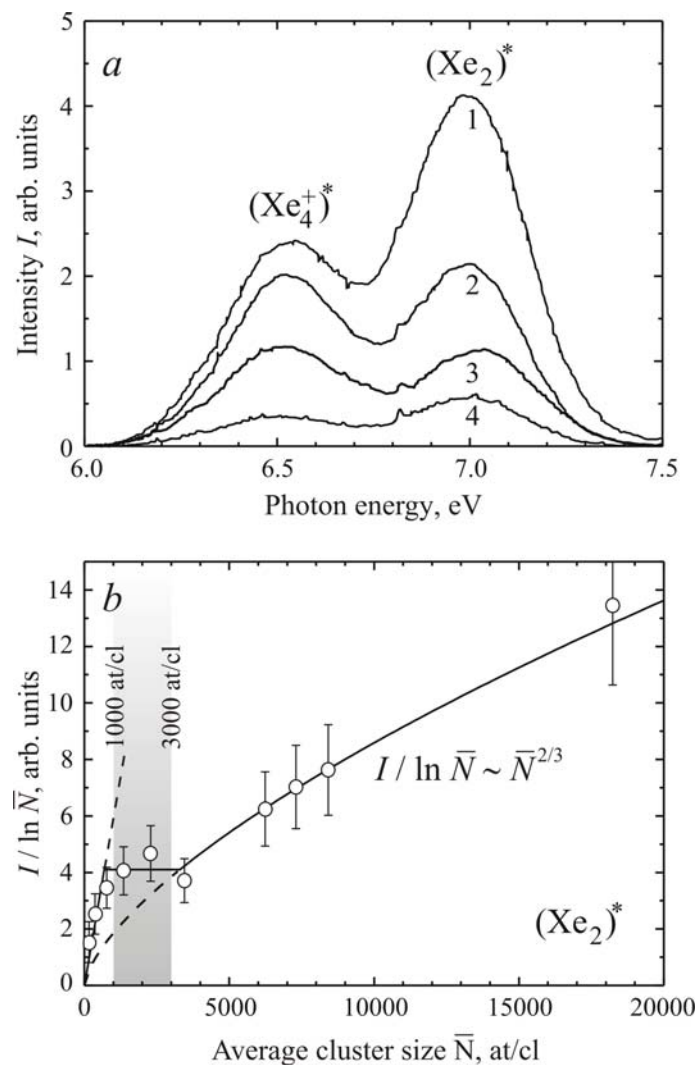 a
(Xe₂)*
(Xe₄⁺)*
1
2
3
4
Intensity I, arb. units
5
4
3
2
1
0
6.0 6.5 7.0 7.5
Photon energy, eV
b
1000 at/cl
3000 at/cl
I / ln N̅ ~ N̅^2/3
(Xe₂)*
I / ln N̅, arb. units
14
12
10
8
6
4
2
0
0 5000 10000 15000 20000
Average cluster size N̅, at/cl